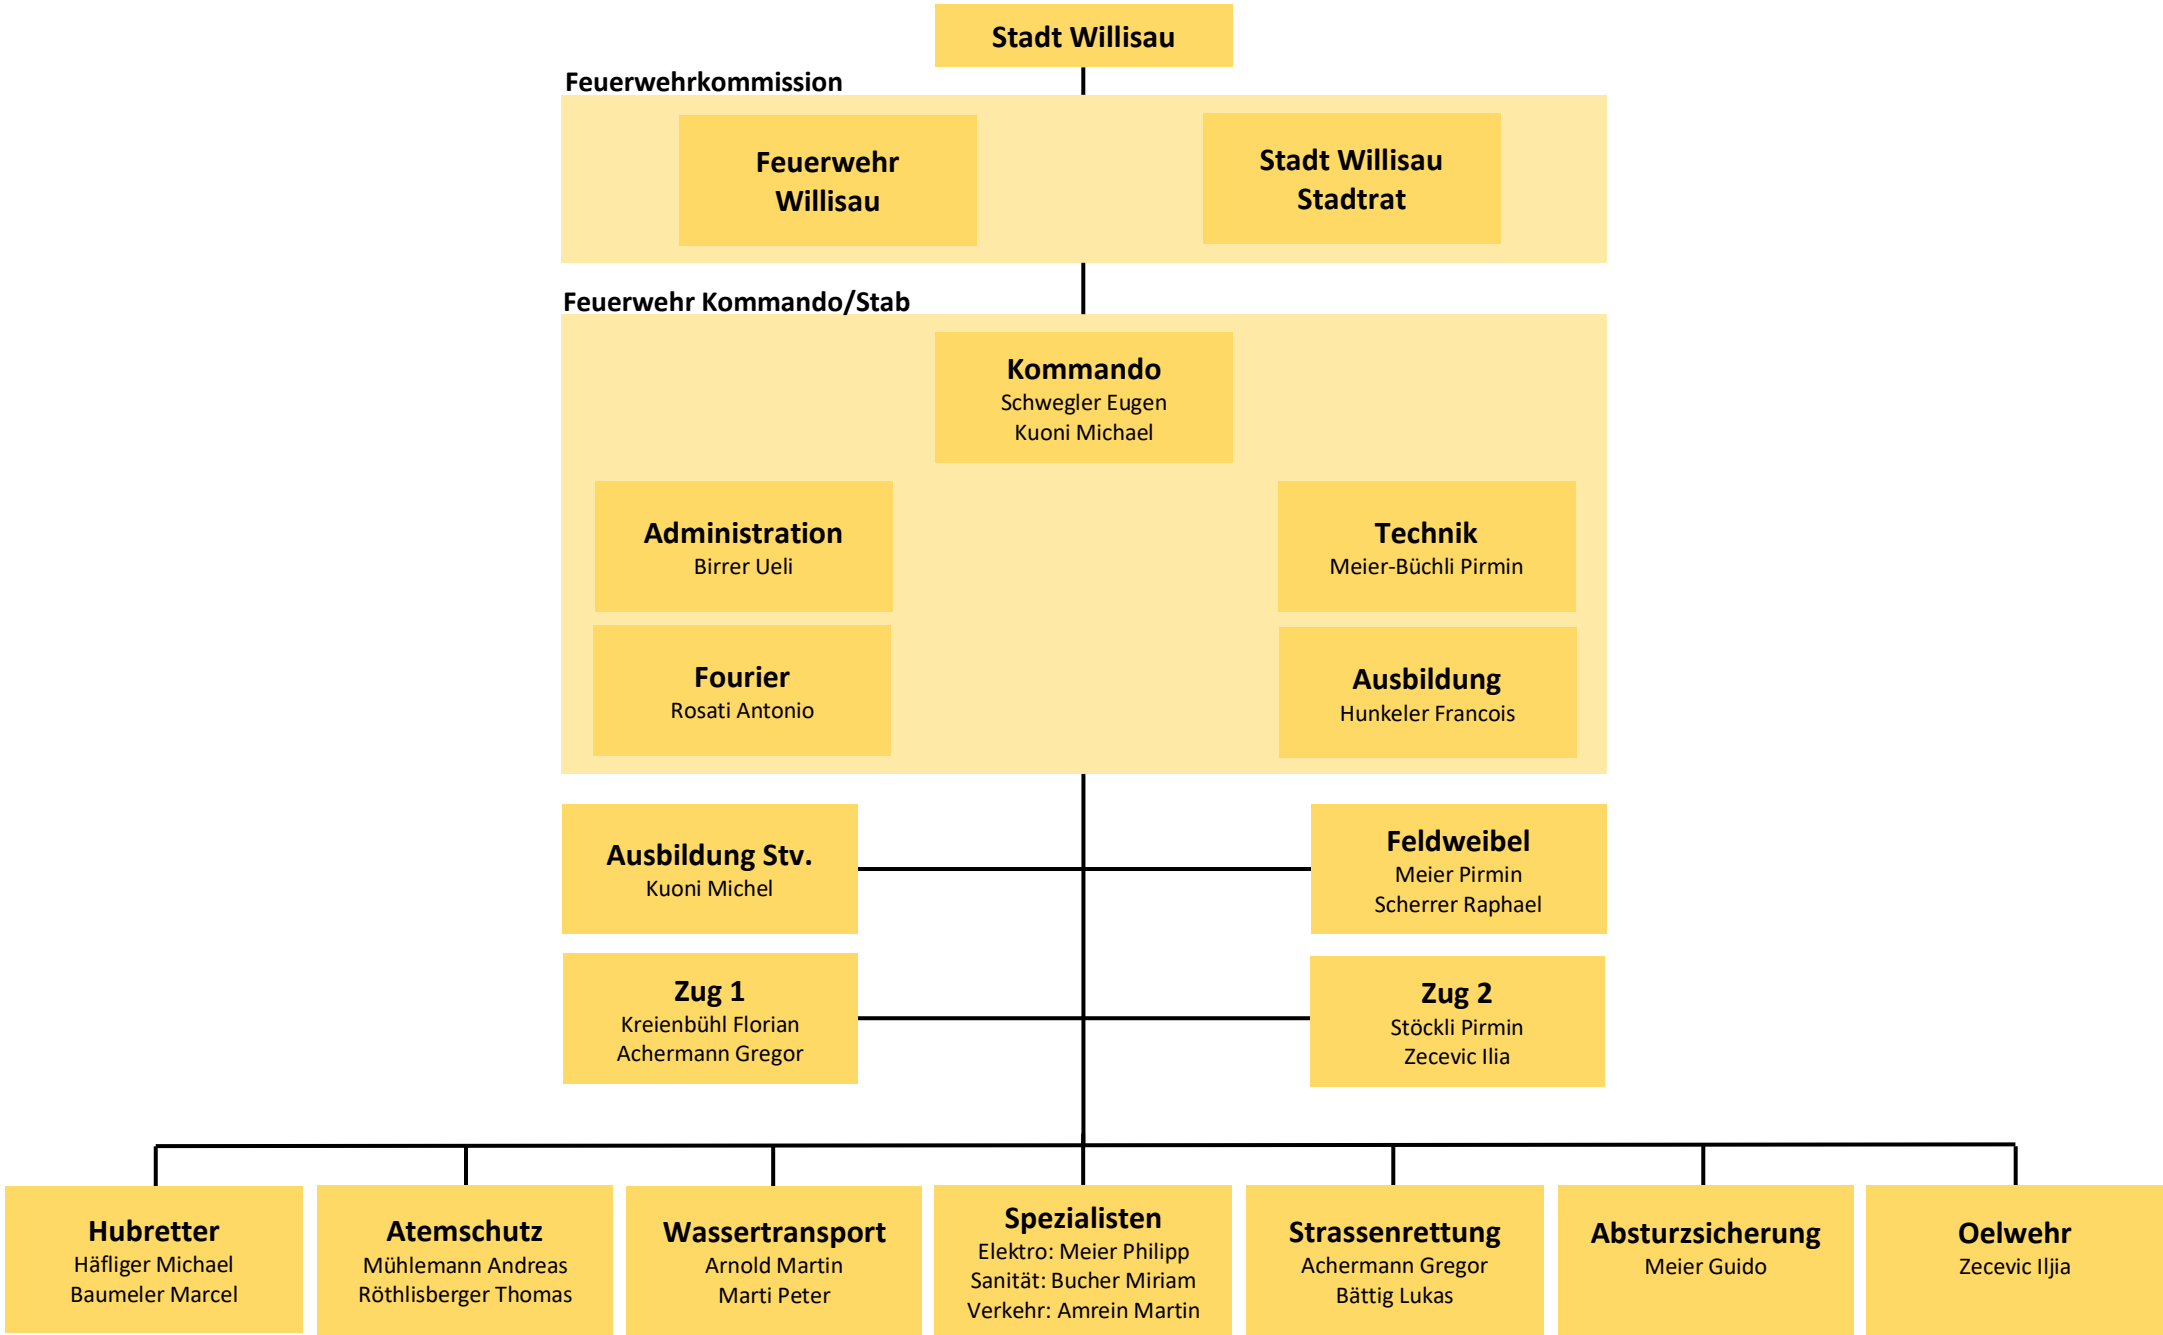 Stadt Willisau
Feuerwehrkommission
Feuerwehr
Willisau
Stadt Willisau
Stadtrat
Feuerwehr Kommando/Stab
Kommando
Schwegler Eugen
Kuoni Michael
Administration
Birrer Ueli
Technik
Meier-Büchli Pirmin
Fourier
Rosati Antonio
Ausbildung
Hunkeler Francois
Ausbildung Stv.
Kuoni Michel
Feldweibel
Meier Pirmin
Scherrer Raphael
Zug 1
Kreienbühl Florian
Achermann Gregor
Zug 2
Stöckli Pirmin
Zecevic Ilia
Hubretter
Häfliger Michael
Baumeler Marcel
Atemschutz
Mühlemann Andreas
Röthlisberger Thomas
Wassertransport
Arnold Martin
Marti Peter
Spezialisten
Elektro: Meier Philipp
Sanität: Bucher Miriam
Verkehr: Amrein Martin
Strassenrettung
Achermann Gregor
Bättig Lukas
Absturzsicherung
Meier Guido
Oelwehr
Zecevic Iljia